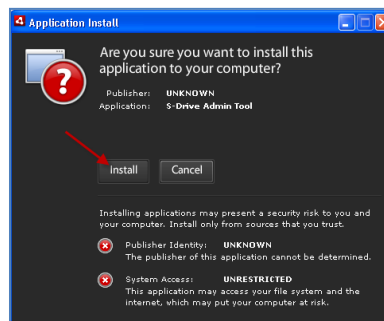 Application Install
Are you sure you want to install this
application to your computer?
Publisher: UNKNOWN
Application: S-Drive Admin Tool
Install Cancel
Installing applications may present a security risk to you and
your computer. Install only from sources that you trust.
Publisher Identity: UNKNOWN
The publisher of this application cannot be determined.
System Access: UNRESTRICTED
This application may access your file system and the
internet, which may put your computer at risk.